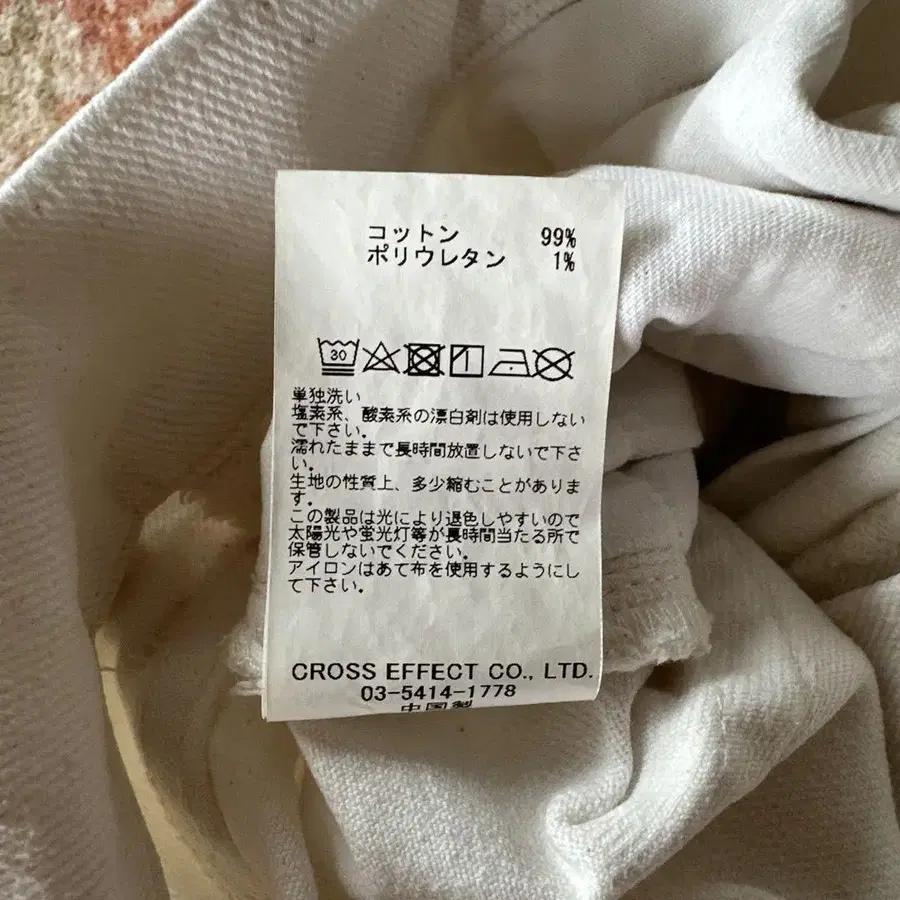 コットン 99%
ポリウレタン 1%
30
単独洗い
塩素系、酸素系の漂白剤は使用しない
で下さい。
濡れたままで長時間放置しないで下さ
い。
生地の性質上、多少縮むことがありま
す。
この製品は光により退色しやすいので
太陽光や蛍光灯等が長時間当たる所で
保管しないでください。
アイロンはあて布を使用するようにし
て下さい。
CROSS EFFECT CO., LTD.
03-5414-1778
中国製